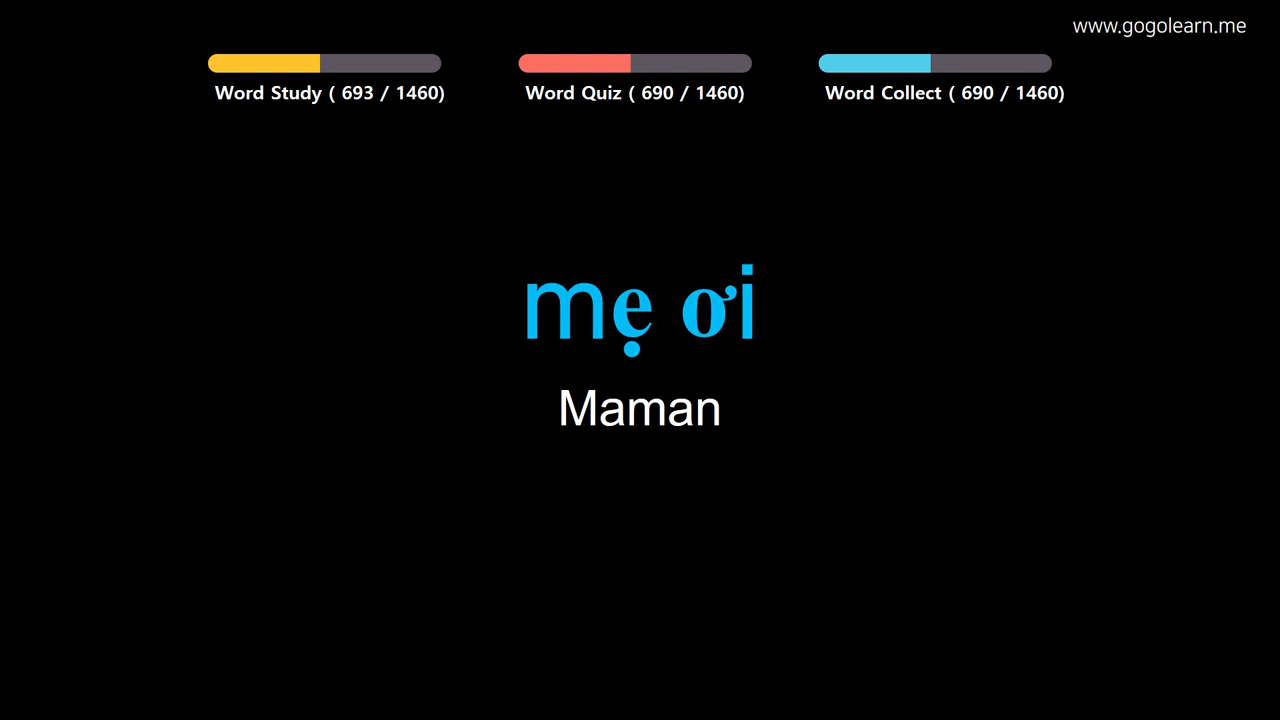 www.gogolearn.me
Word Study ( 693 / 1460)
Word Quiz ( 690 / 1460)
Word Collect ( 690 / 1460)
mẹ ơi
Maman